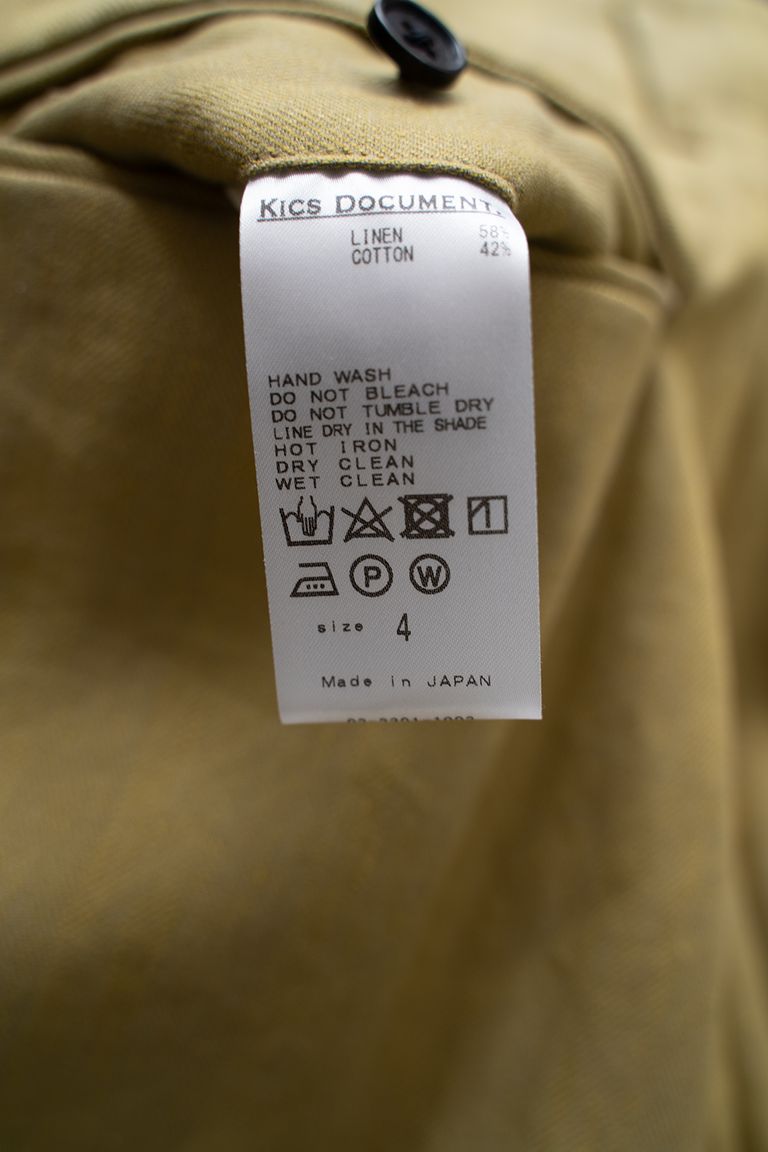 KICS DOCUMENT.
LINEN 58%
COTTON 42%
HAND WASH
DO NOT BLEACH
DO NOT TUMBLE DRY
LINE DRY IN THE SHADE
HOT IRON
DRY CLEAN
WET CLEAN
P W
size 4
Made in JAPAN